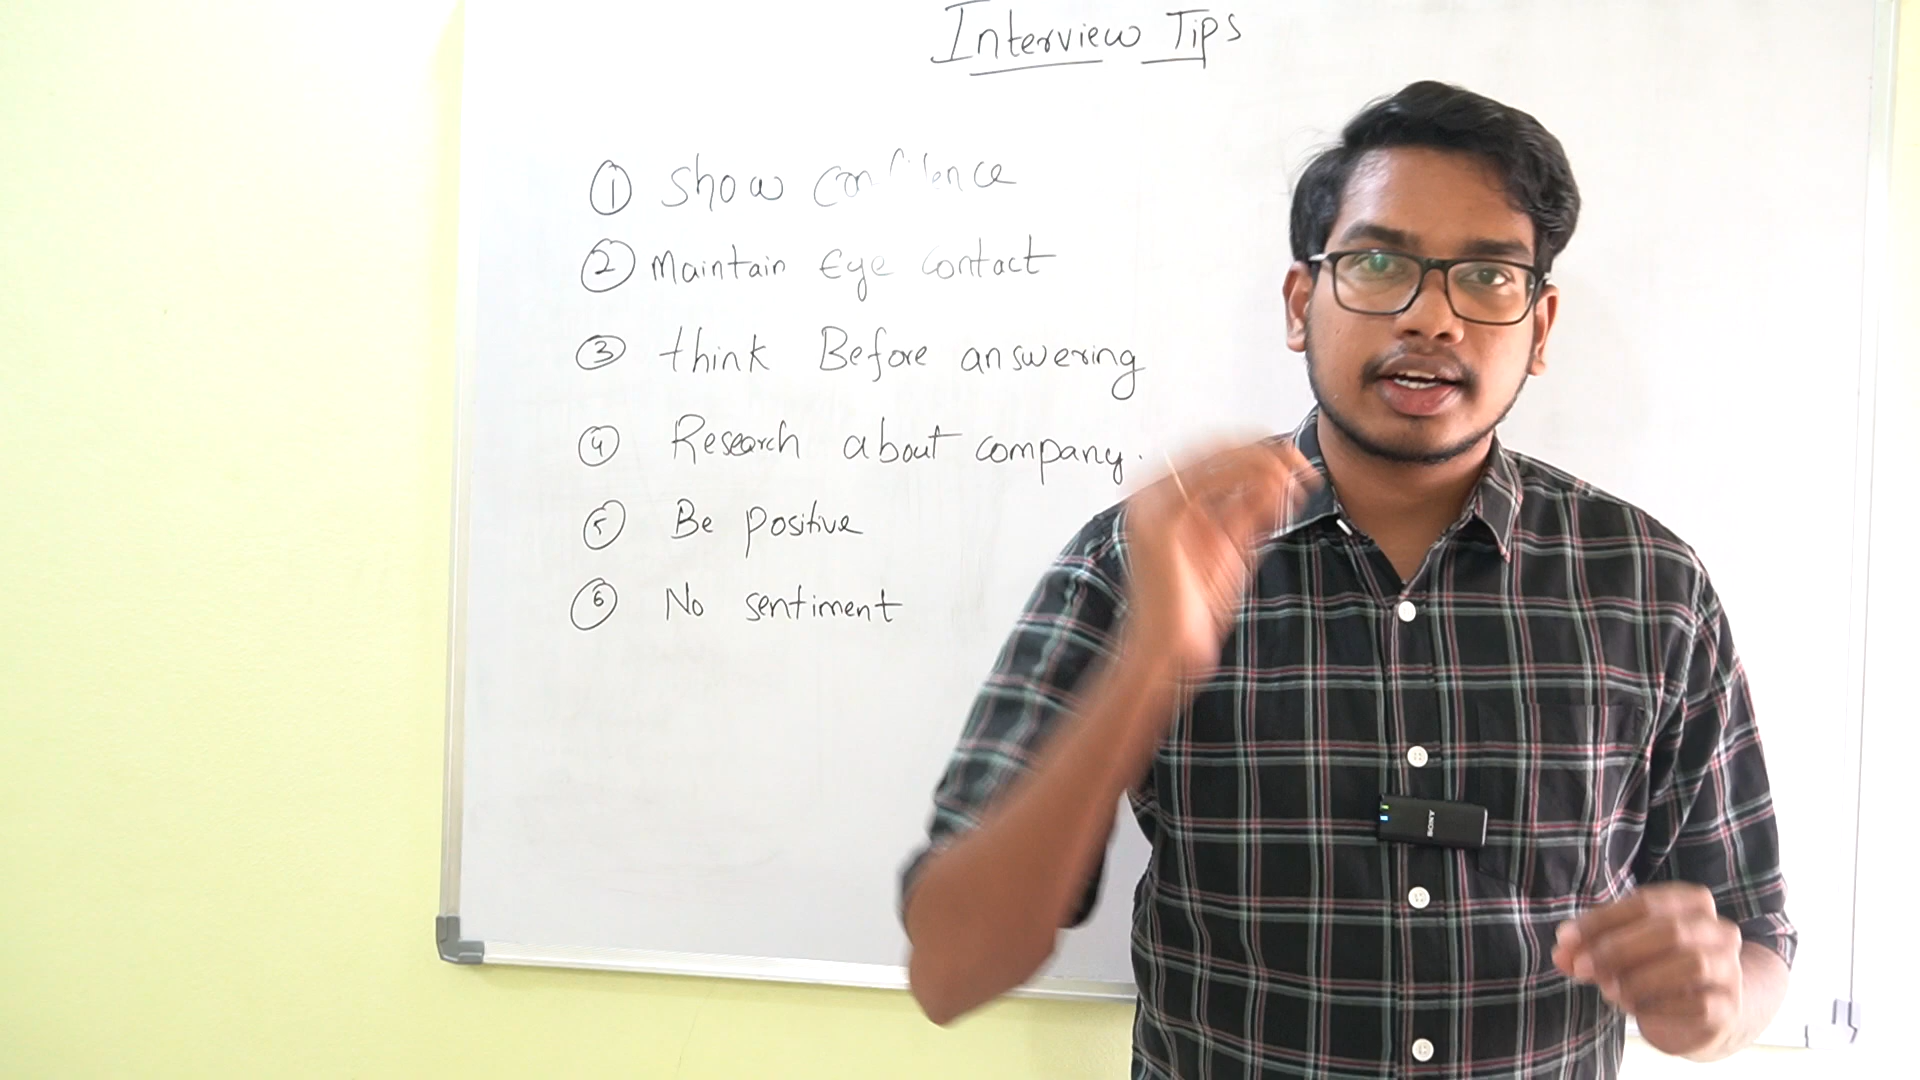 Interview Tips
① Show
② Maintain Eye contact
③ think Before answering
④ Research about company.
⑤ Be positive
⑥ No sentiment
SONY